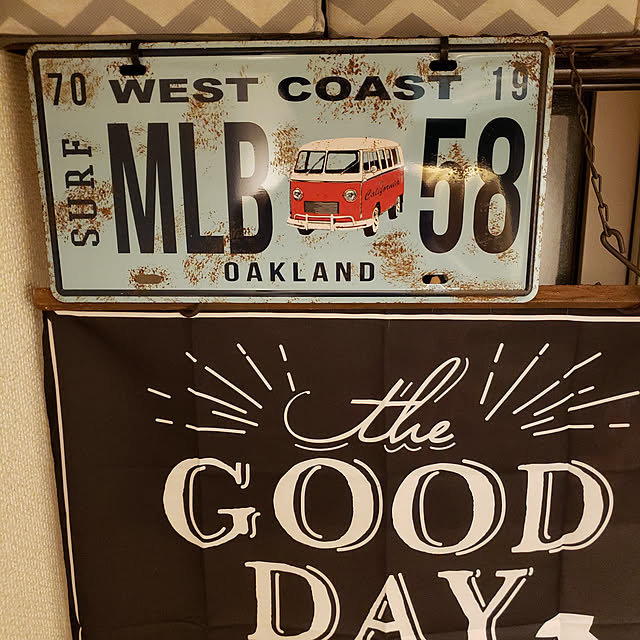 70 WEST COAST 19
SURF
MLB 58
California
OAKLAND
the
GOOD
DAY